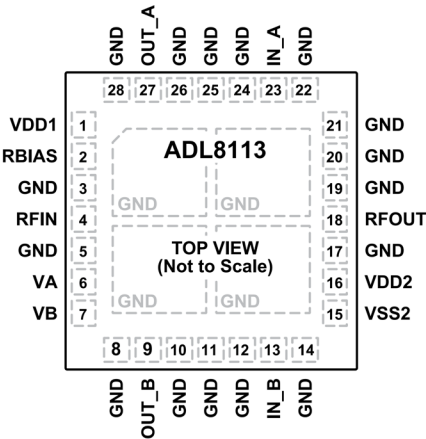 GND OUT_A GND GND GND IN_A GND
28 27 26 25 24 23 22
VDD1 1
RBIAS 2
GND 3
RFIN 4
GND 5
VA 6
VB 7
ADL8113
GND GND
TOP VIEW
(Not to Scale)
GND GND
21 GND
20 GND
19 GND
18 RFOUT
17 GND
16 VDD2
15 VSS2
8 9 10 11 12 13 14
GND OUT_B GND GND GND IN_B GND